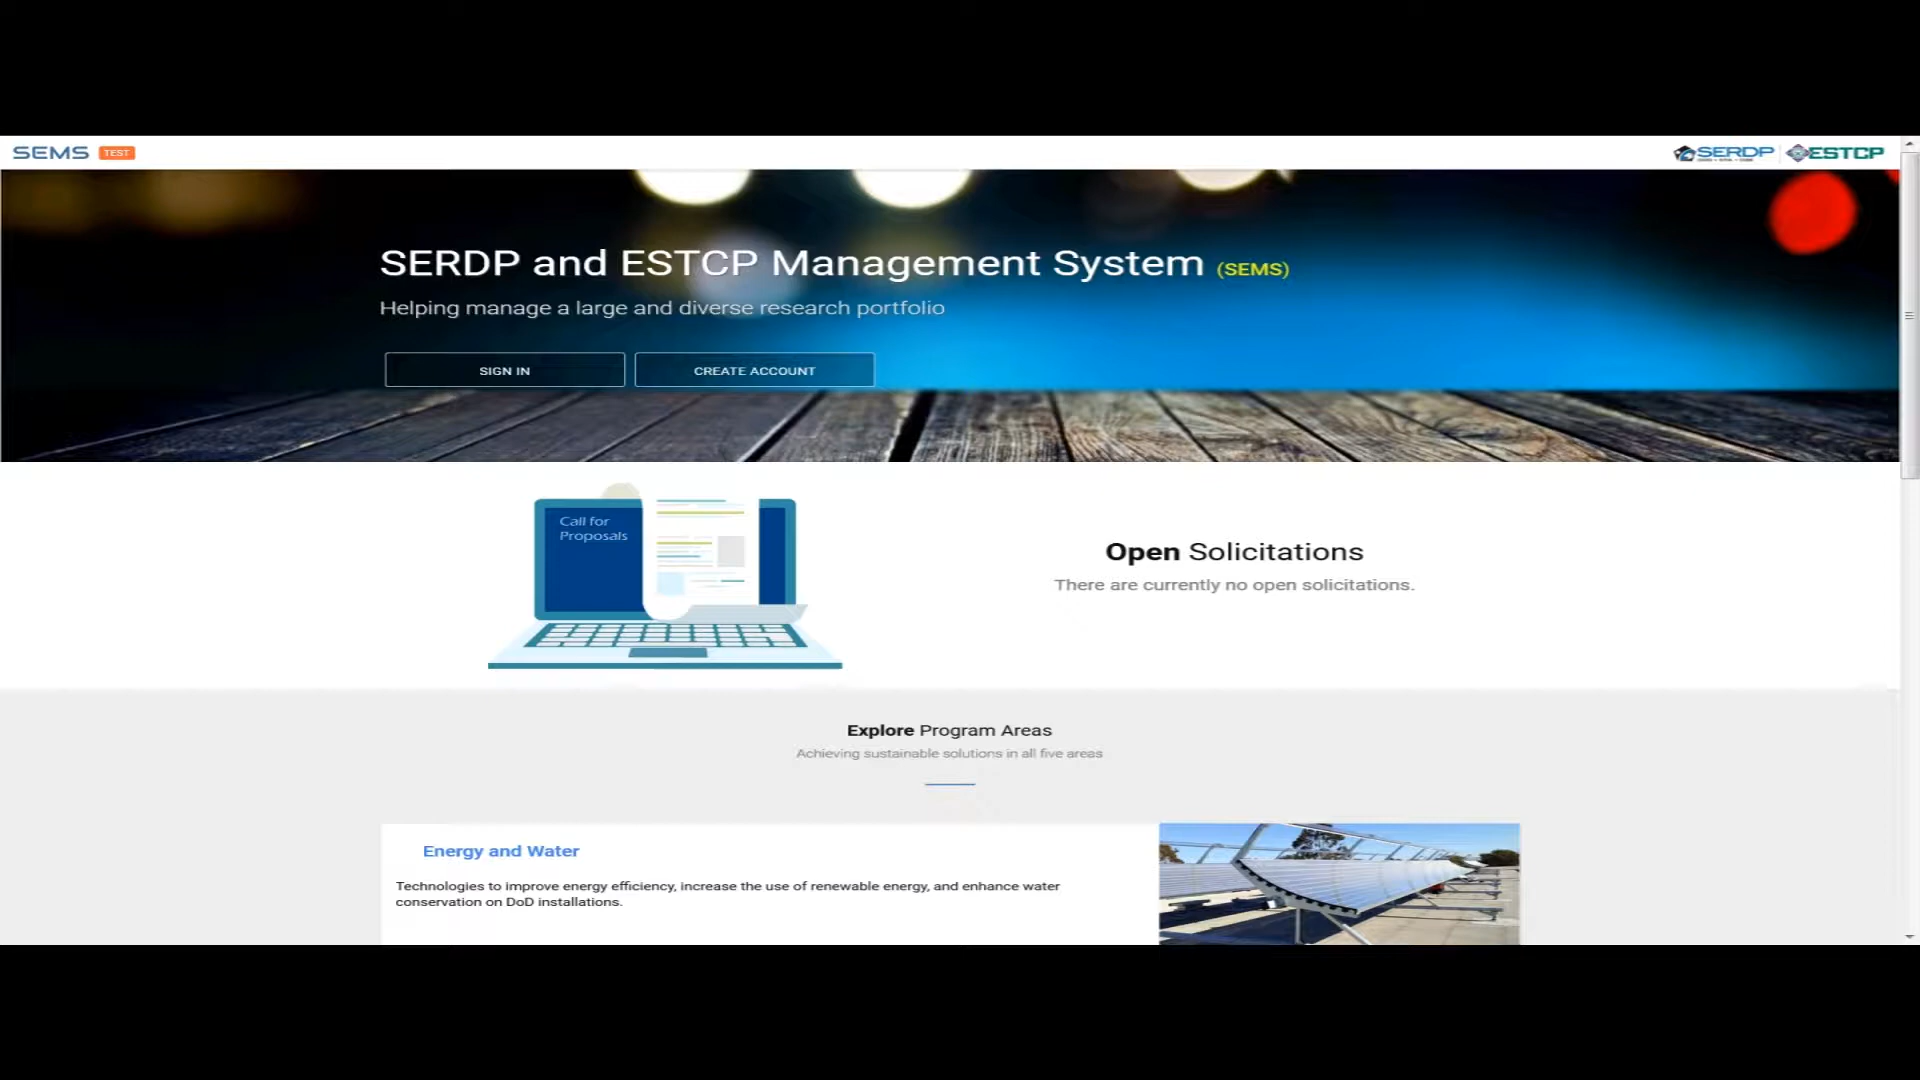 SEMS TEST
SERDP ESTCP
SERDP and ESTCP Management System (SEMS)
Helping manage a large and diverse research portfolio
SIGN IN
CREATE ACCOUNT
Call for
Proposals
Open Solicitations
There are currently no open solicitations.
Explore Program Areas
Achieving sustainable solutions in all five areas
Energy and Water
Technologies to improve energy efficiency, increase the use of renewable energy, and enhance water
conservation on DoD installations.